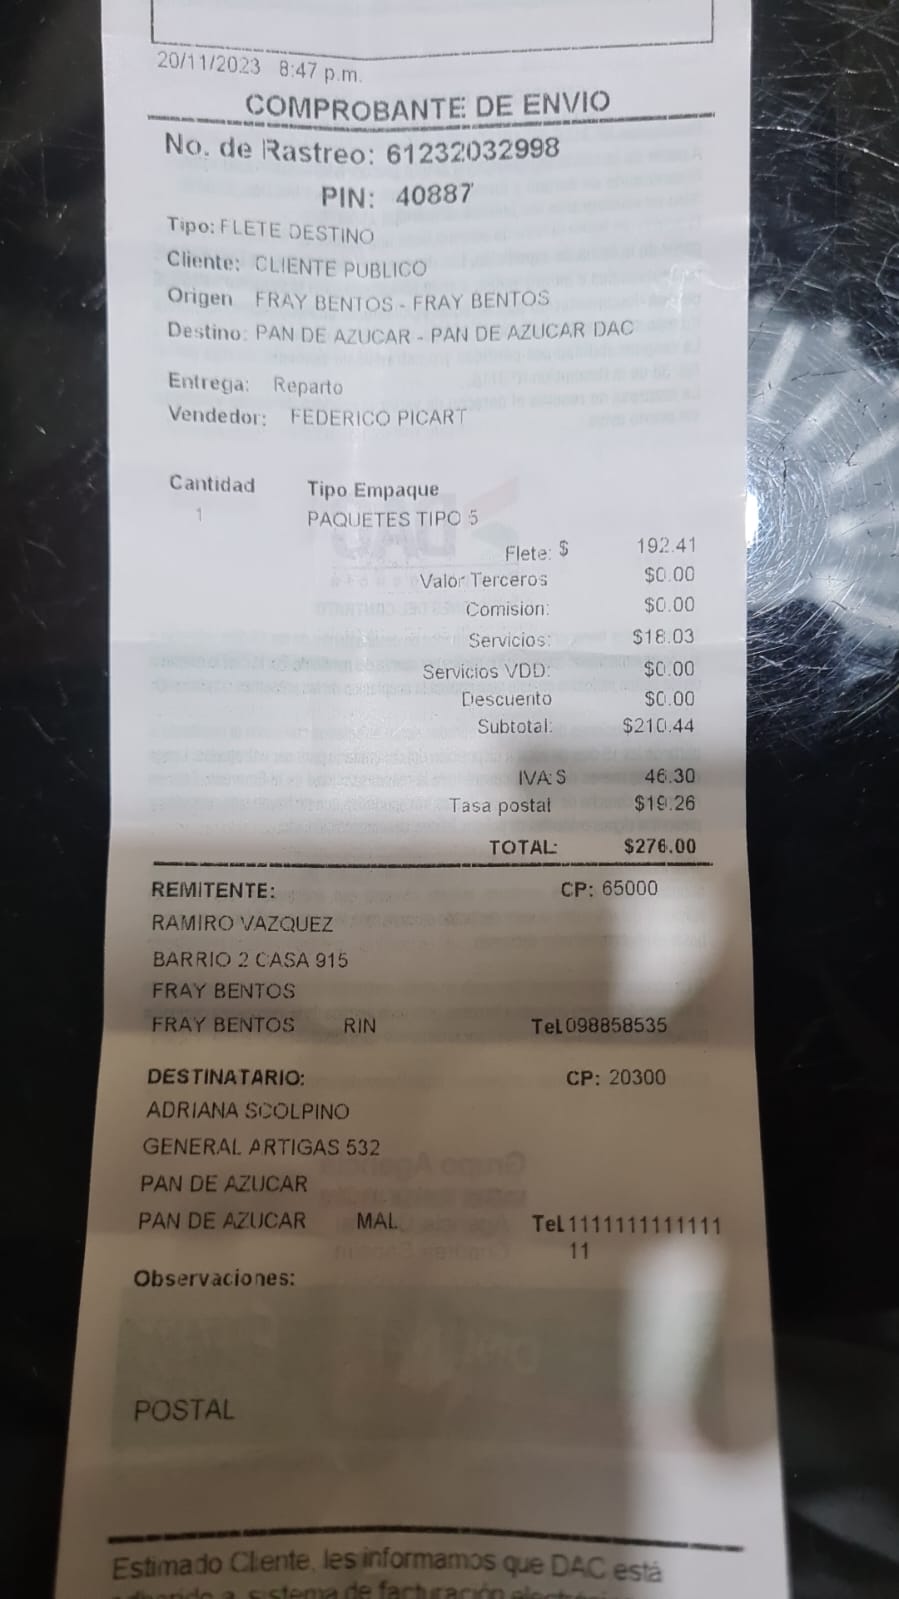 20/11/2023 8:47 p.m.
COMPROBANTE DE ENVIO
No. de Rastreo: 61232032998
PIN: 40887
Tipo: FLETE DESTINO
Cliente: CLIENTE PUBLICO
Origen FRAY BENTOS - FRAY BENTOS
Destino: PAN DE AZUCAR - PAN DE AZUCAR DAC
Entrega: Reparto
Vendedor: FEDERICO PICART
Cantidad Tipo Empaque
1 PAQUETES TIPO 5
Flete: $ 192.41
Valor Terceros $0.00
Comision: $0.00
Servicios: $18.03
Servicios VDD: $0.00
Descuento $0.00
Subtotal: $210.44
IVA:$ 46.30
Tasa postal $19.26
TOTAL: $276.00
REMITENTE: CP: 65000
RAMIRO VAZQUEZ
BARRIO 2 CASA 915
FRAY BENTOS
FRAY BENTOS RIN Tel.098858535
DESTINATARIO: CP: 20300
ADRIANA SCOLPINO
GENERAL ARTIGAS 532
PAN DE AZUCAR
PAN DE AZUCAR MAL Tel.1111111111111
11
Observaciones:
POSTAL
Estimado Cliente, les informamos que DAC está
sistema de facturación